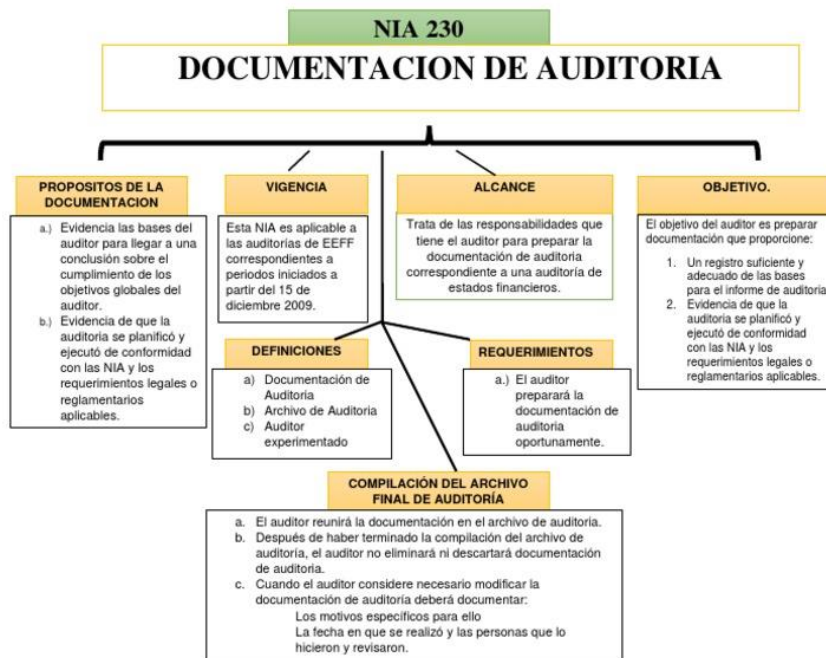 NIA 230
DOCUMENTACION DE AUDITORIA
PROPOSITOS DE LA
DOCUMENTACION
a.) Evidencia las bases del
auditor para llegar a una
conclusión sobre el
cumplimiento de los
objetivos globales del
auditor.
b.) Evidencia de que la
auditoria se planificó y
ejecutó de conformidad
con las NIA y los
requerimientos legales o
reglamentarios
aplicables.
VIGENCIA
Esta NIA es aplicable a
las auditorías de EEFF
correspondientes a
periodos iniciados a
partir del 15 de
diciembre 2009.
ALCANCE
Trata de las responsabilidades que
tiene el auditor para preparar la
documentación de auditoria
correspondiente a una auditoría de
estados financieros.
OBJETIVO.
El objetivo del auditor es preparar
documentación que proporcione:
1. Un registro suficiente y
adecuado de las bases
para el informe de auditoria
2. Evidencia de que la
auditoria se planificó y
ejecutó de conformidad
con las NIA y los
requerimientos legales o
reglamentarios aplicables.
DEFINICIONES
a) Documentación de
Auditoria
b) Archivo de Auditoria
c) Auditor
experimentado
REQUERIMIENTOS
a.) El auditor
preparará la
documentación de
auditoria
oportunamente.
COMPILACIÓN DEL ARCHIVO
FINAL DE AUDITORÍA
a. El auditor reunirá la documentación en el archivo de auditoria.
b. Después de haber terminado la compilación del archivo de
auditoría, el auditor no eliminará ni descartará documentación
de auditoria.
c. Cuando el auditor considere necesario modificar la
documentación de auditoría deberá documentar:
Los motivos específicos para ello
La fecha en que se realizó y las personas que lo
hicieron y revisaron.